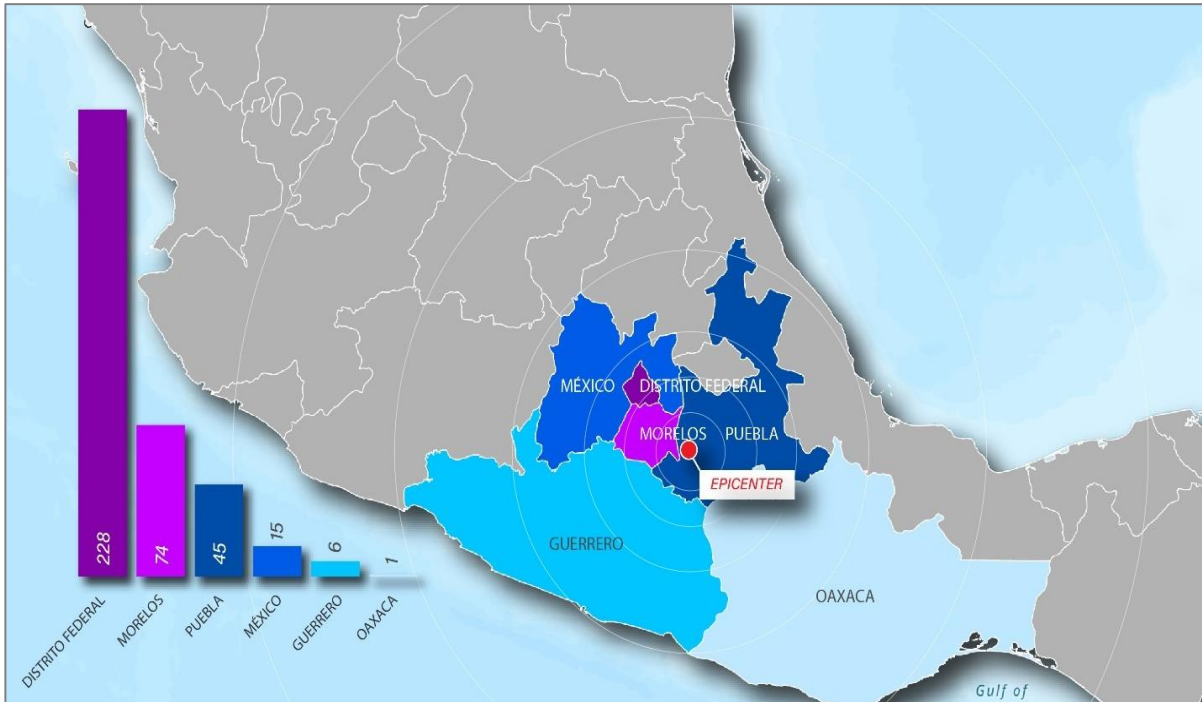 MÉXICO
DISTRITO FEDERAL
MORELOS
PUEBLA
EPICENTER
GUERRERO
OAXACA
Gulf of
228
74
45
15
6
1
DISTRITO FEDERAL
MORELOS
PUEBLA
MÉXICO
GUERRERO
OAXACA